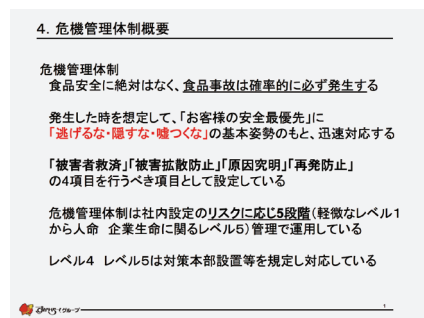 4．危機管理体制概要
危機管理体制
食品安全に絶対はなく、食品事故は確率的に必ず発生する
発生した時を想定して、「お客様の安全最優先」に
「逃げるな・隠すな・嘘つくな」の基本姿勢のもと、迅速対応する
「被害者救済」「被害拡散防止」「原因究明」「再発防止」
の4項目を行うべき項目として設定している
危機管理体制は社内設定のリスクに応じ5段階（軽微なレベル1
から人命　企業生命に関るレベル5）管理で運用している
レベル4　レベル5は対策本部設置等を規定し対応している
グループ
1